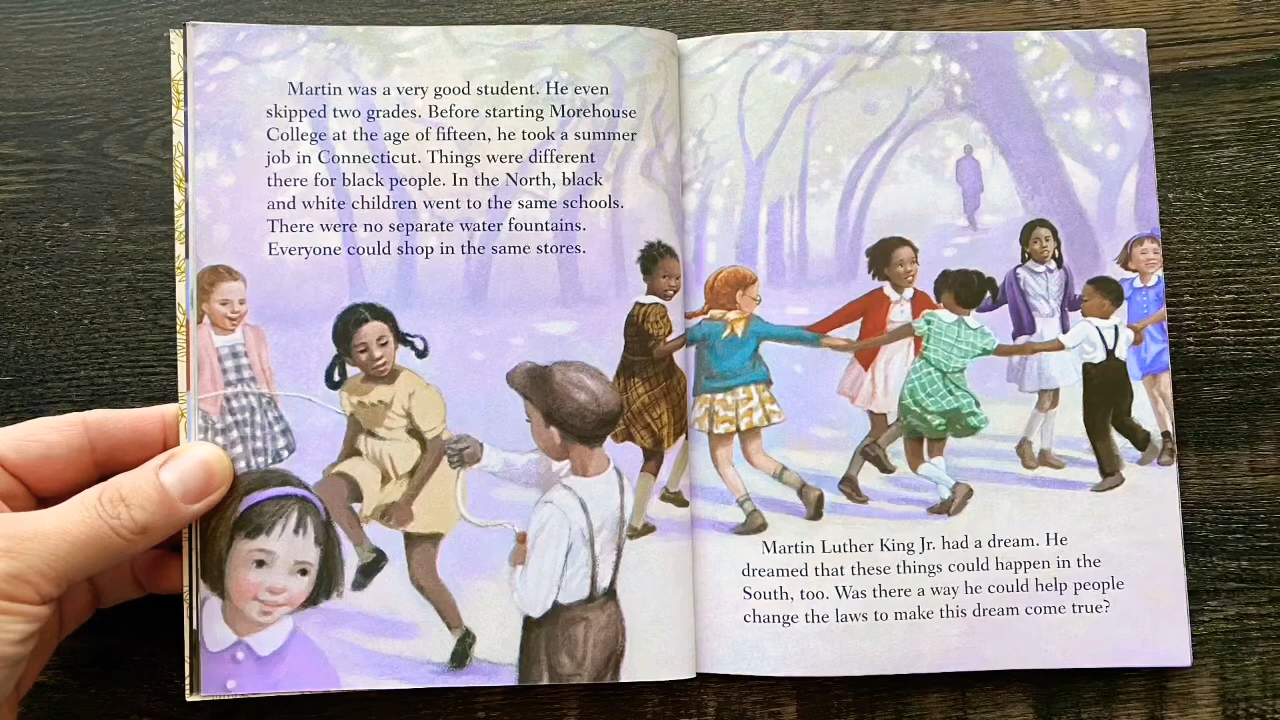 Martin was a very good student. He even
skipped two grades. Before starting Morehouse
College at the age of fifteen, he took a summer
job in Connecticut. Things were different
there for black people. In the North, black
and white children went to the same schools.
There were no separate water fountains.
Everyone could shop in the same stores.
Martin Luther King Jr. had a dream. He
dreamed that these things could happen in the
South, too. Was there a way he could help people
change the laws to make this dream come true?